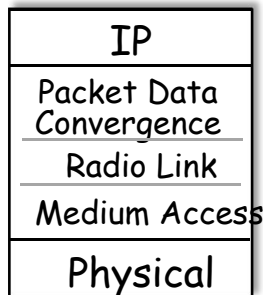 IP
Packet Data
Convergence
Radio Link
Medium Access
Physical